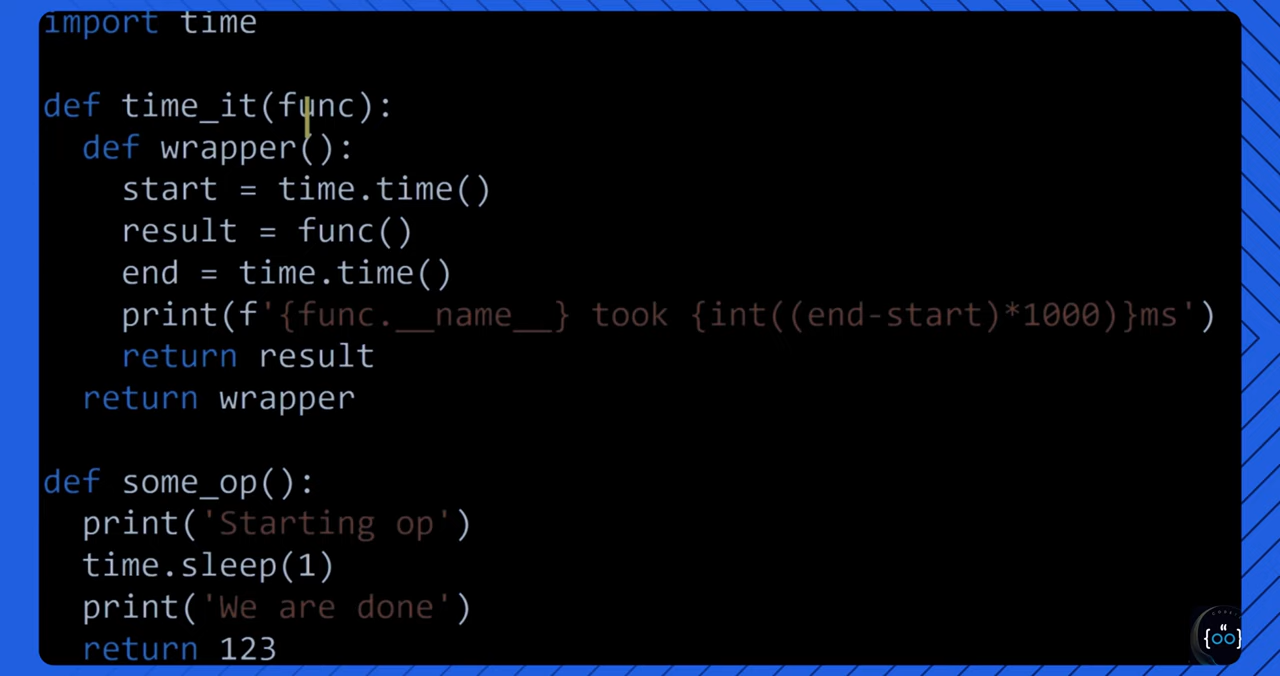 import time
def time_it(func):
def wrapper():
start = time.time()
result = func()
end = time.time()
print(f'{func.__name__} took {int((end-start)*1000)}ms')
return result
return wrapper
def some_op():
print('Starting op')
time.sleep(1)
print('We are done')
return 123